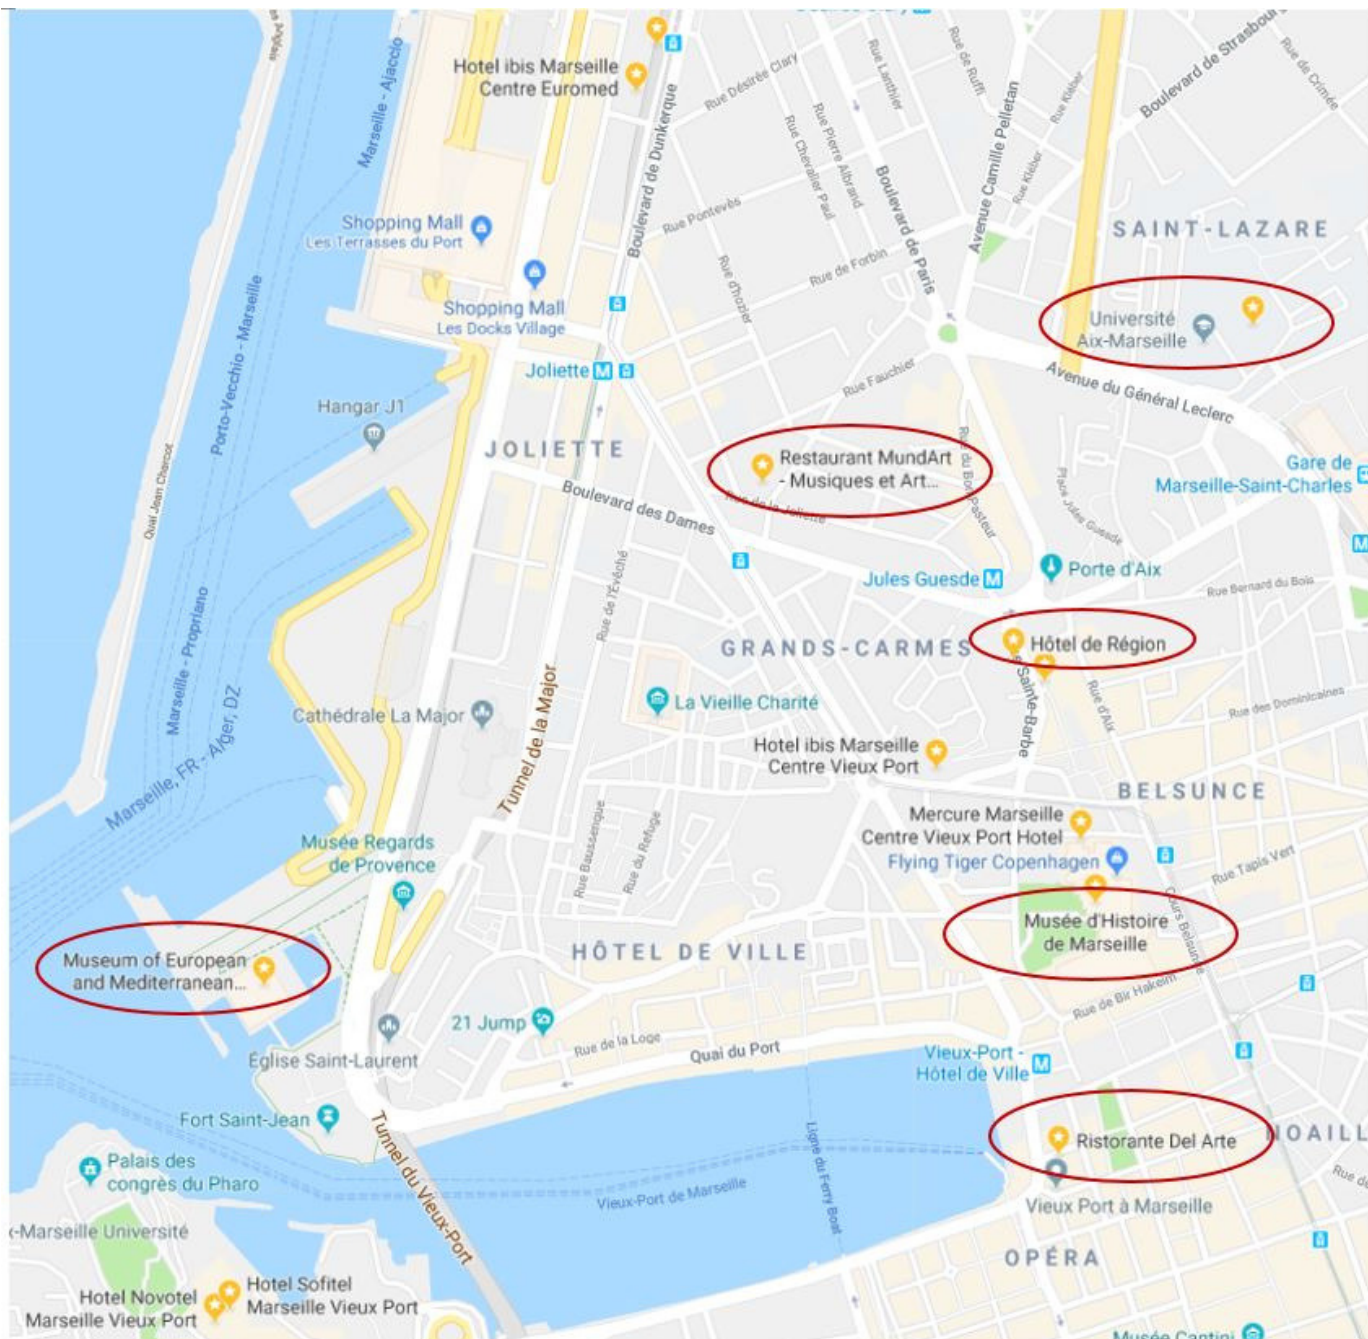 Hotel ibis Marseille
Centre Euromed
Boulevard de Strasbourg
Rue de Crimée
Rue de Ruffi
Rue Lanthier
Rue Désirée Clary
Rue Kléber
Marseille - Ajaccio
Boulevard de Dunkerque
Rue Pierre Albrand
Rue Chevalier Paul
Boulevard de Paris
Avenue Camille Pelletan
Rue Kléber
Shopping Mall
Les Terrasses du Port
Rue Pontevès
SAINT-LAZARE
Rue de Forbin
Rue d'hozier
Shopping Mall
Les Docks Village
Université
Aix-Marseille
Porto-Vecchio - Marseille
Joliette M
Rue Fauchier
Avenue du Général Leclerc
Hangar J1
JOLIETTE
Restaurant MundArt
- Musiques et Art...
Rue du Bon Pasteur
Gare de
Marseille-Saint-Charles
Quai Jean Charcot
Boulevard des Dames
Rue de la Joliette
Place Jules Guesde
M
Jules Guesde M
Porte d'Aix
Rue Bernard du Bois
Marseille - Propriano
Rue de l'Évêché
GRANDS-CARMES
Hôtel de Région
e Sainte-Barbe
Rue d'Aix
Rue des Dominicaines
La Vieille Charité
Cathédrale La Major
Tunnel de la Major
Marseille, FR - Alger, DZ
Hotel ibis Marseille
Centre Vieux Port
BELSUNCE
Mercure Marseille
Centre Vieux Port Hotel
Flying Tiger Copenhagen
Rue Tapis Vert
Musée Regards
de Provence
Rue Baussenque
Rue du Refuge
Cours Belsunce
Musée d'Histoire
de Marseille
HÔTEL DE VILLE
Museum of European
and Mediterranean...
Rue de Bir Hakeim
21 Jump
Rue de la Loge
Quai du Port
Vieux-Port -
Hôtel de Ville M
Église Saint-Laurent
Fort Saint-Jean
Tunnel du Vieux-Port
Ligne du Ferry Boat
Ristorante Del Arte
NOAILL
Palais des
congrès du Pharo
Vieux-Port de Marseille
Vieux Port à Marseille
x-Marseille Université
OPÉRA
Hotel Sofitel
Marseille Vieux Port
Hotel Novotel
Marseille Vieux Port
Musée Cantini